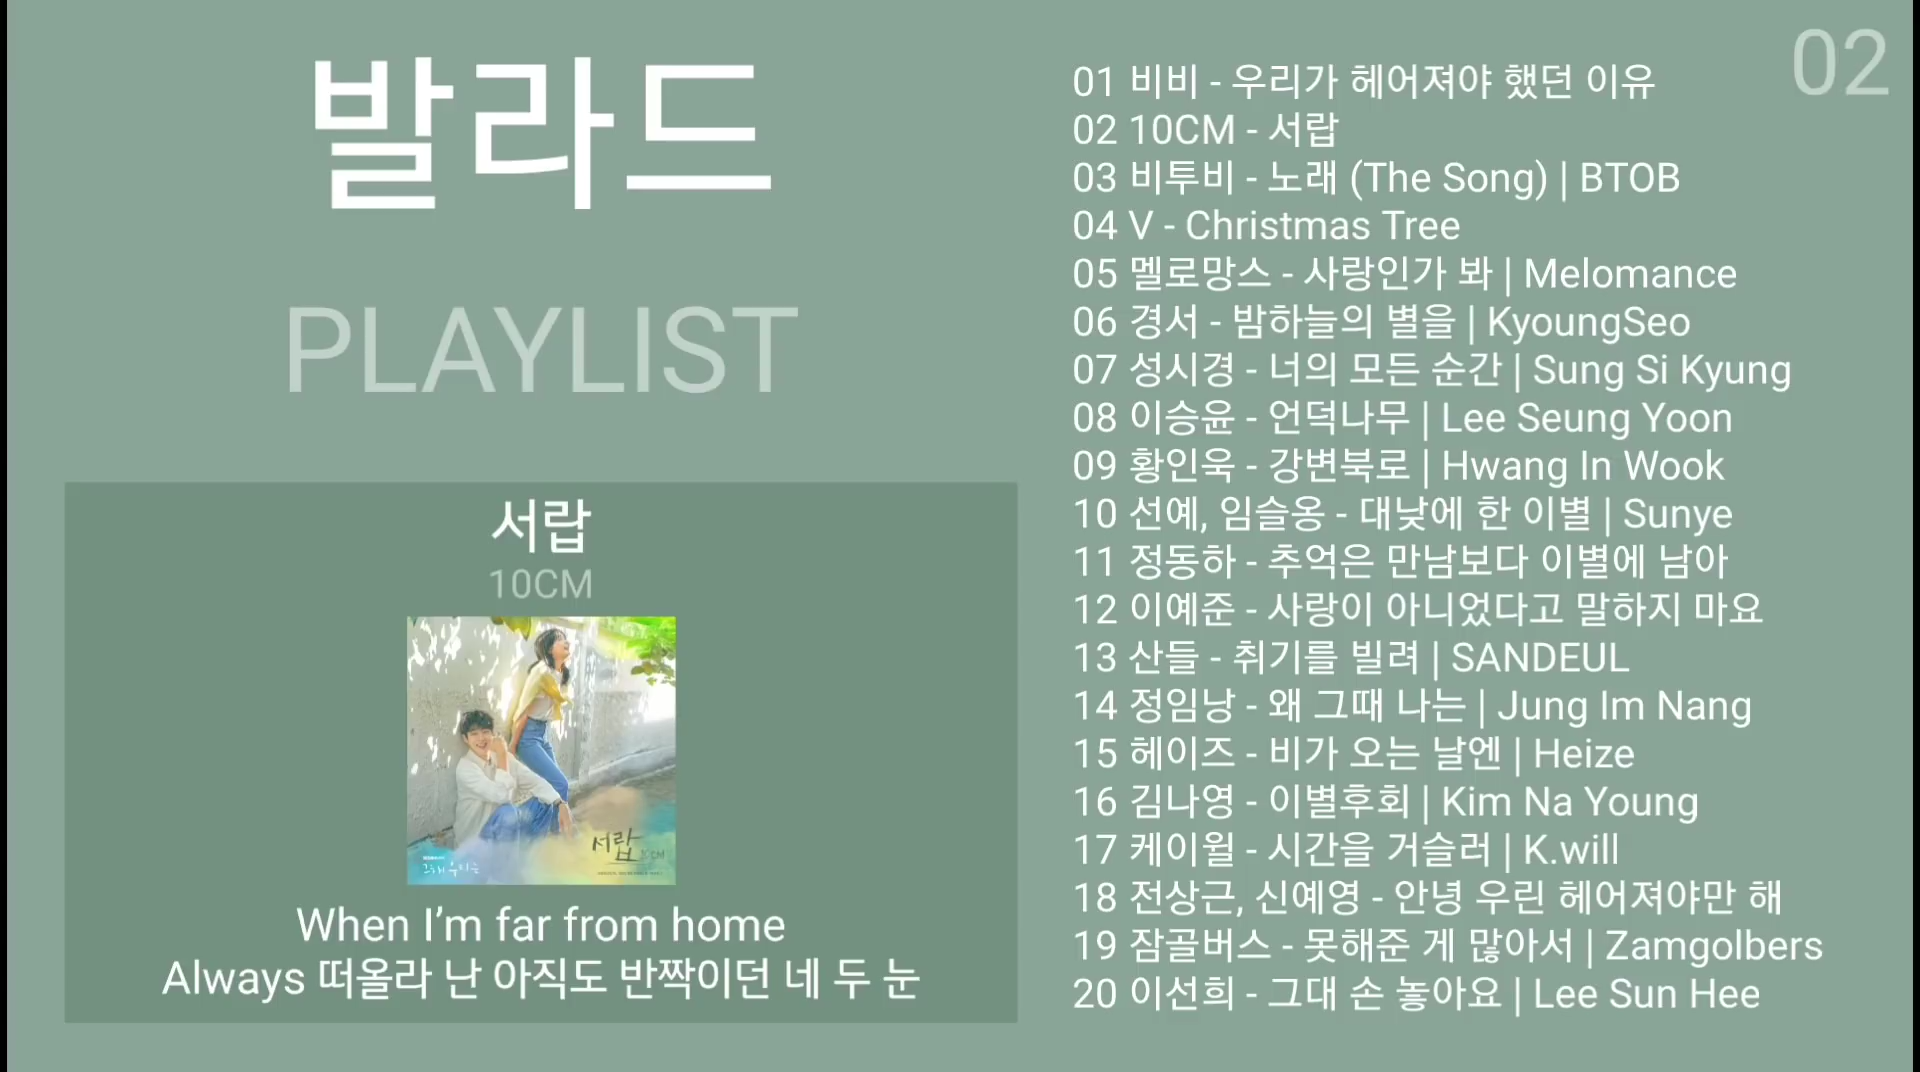 발라드
PLAYLIST
02
서랍
10CM
서랍
10CM
그 해 우리는
When I'm far from home
Always 떠올라 난 아직도 반짝이던 네 두 눈
01 비비 - 우리가 헤어져야 했던 이유
02 10CM - 서랍
03 비투비 - 노래 (The Song) | BTOB
04 V - Christmas Tree
05 멜로망스 - 사랑인가 봐 | Melomance
06 경서 - 밤하늘의 별을 | KyoungSeo
07 성시경 - 너의 모든 순간 | Sung Si Kyung
08 이승윤 - 언덕나무 | Lee Seung Yoon
09 황인욱 - 강변북로 | Hwang In Wook
10 선예, 임슬옹 - 대낮에 한 이별 | Sunye
11 정동하 - 추억은 만남보다 이별에 남아
12 이예준 - 사랑이 아니었다고 말하지 마요
13 산들 - 취기를 빌려 | SANDEUL
14 정임낭 - 왜 그때 나는 | Jung Im Nang
15 헤이즈 - 비가 오는 날엔 | Heize
16 김나영 - 이별후회 | Kim Na Young
17 케이윌 - 시간을 거슬러 | K.will
18 전상근, 신예영 - 안녕 우린 헤어져야만 해
19 잠골버스 - 못해준 게 많아서 | Zamgolbers
20 이선희 - 그대 손 놓아요 | Lee Sun Hee